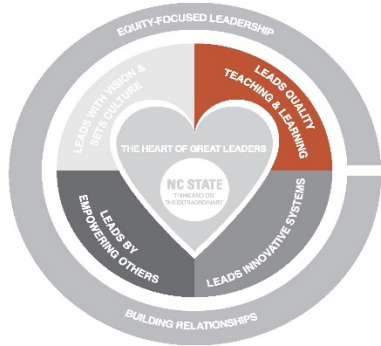 EQUITY-FOCUSED LEADERSHIP
LEADS WITH VISION &
SETS CULTURE
LEADS QUALITY
TEACHING & LEARNING
THE HEART OF GREAT LEADERS
NC STATE
THINK AND DO
THE EXTRAORDINARY
LEADS BY
EMPOWERING OTHERS
LEADS INNOVATIVE SYSTEMS
BUILDING RELATIONSHIPS